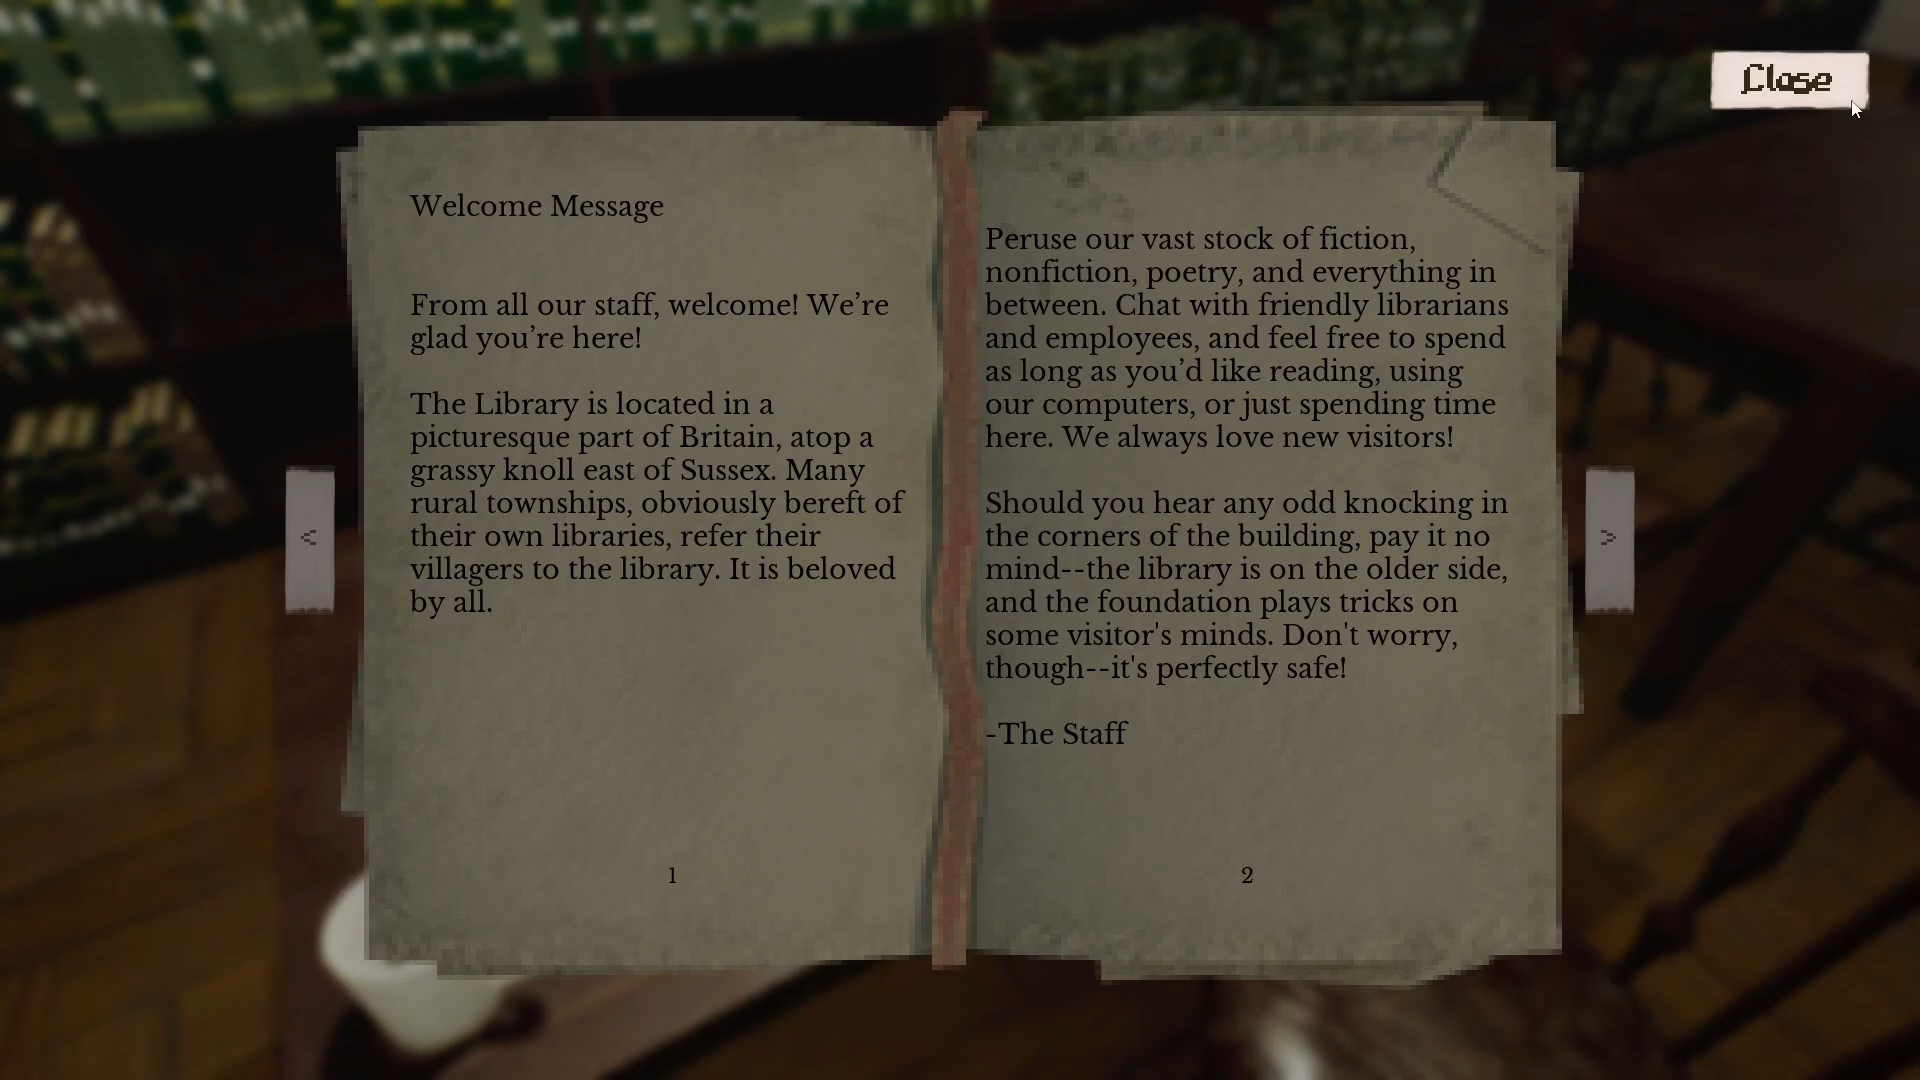 Close
Welcome Message
From all our staff, welcome! We’re
glad you’re here!
The Library is located in a
picturesque part of Britain, atop a
grassy knoll east of Sussex. Many
rural townships, obviously bereft of
their own libraries, refer their
villagers to the library. It is beloved
by all.
1
Peruse our vast stock of fiction,
nonfiction, poetry, and everything in
between. Chat with friendly librarians
and employees, and feel free to spend
as long as you’d like reading, using
our computers, or just spending time
here. We always love new visitors!
Should you hear any odd knocking in
the corners of the building, pay it no
mind--the library is on the older side,
and the foundation plays tricks on
some visitor's minds. Don't worry,
though--it's perfectly safe!
-The Staff
2
<
>